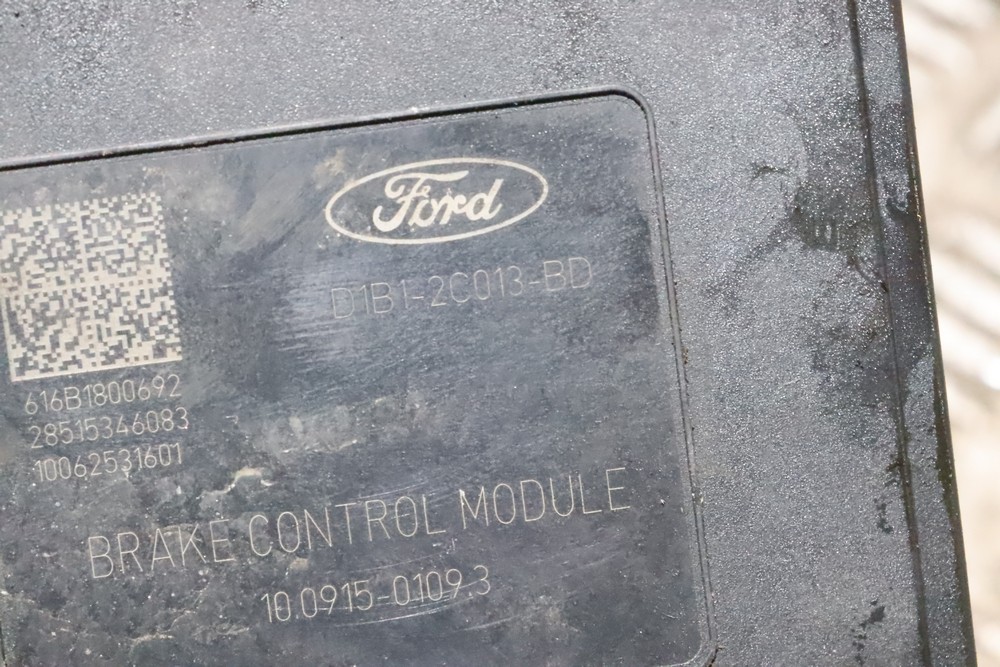 Ford
D1B1-2C013-BD
616B1800692
28515346083
10062531601
BRAKE CONTROL MODULE
10.0915-0109.3